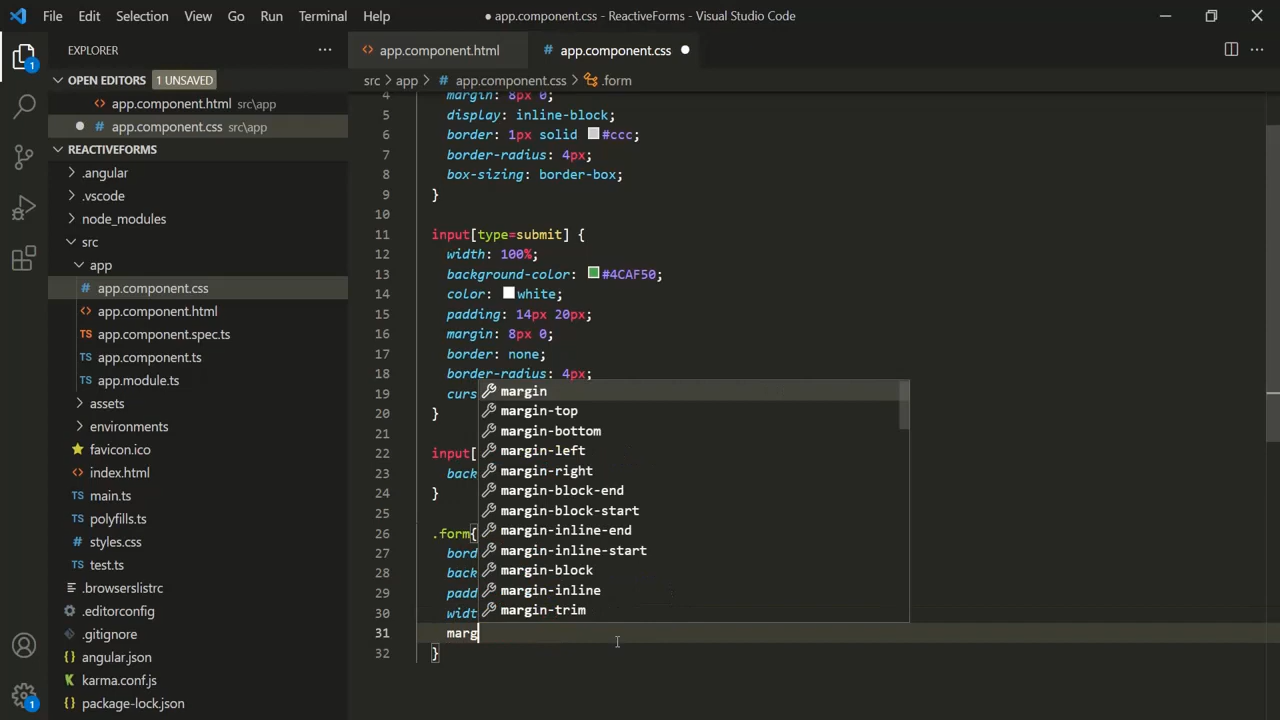 File Edit Selection View Go Run Terminal Help
● app.component.css - ReactiveForms - Visual Studio Code
EXPLORER
OPEN EDITORS 1 UNSAVED
app.component.html src\app
app.component.css src\app
REACTIVEFORMS
.angular
.vscode
node_modules
src
app
app.component.css
app.component.html
TS app.component.spec.ts
TS app.component.ts
TS app.module.ts
assets
environments
favicon.ico
index.html
TS main.ts
TS polyfills.ts
styles.css
TS test.ts
.browserslistrc
.editorconfig
.gitignore
angular.json
karma.conf.js
package-lock.json
1
1
app.component.html
# app.component.css
src > app > # app.component.css > .form
4 margin: 8px 0;
5 display: inline-block;
6 border: 1px solid #ccc;
7 border-radius: 4px;
8 box-sizing: border-box;
9 }
10
11 input[type=submit] {
12 width: 100%;
13 background-color: #4CAF50;
14 color: white;
15 padding: 14px 20px;
16 margin: 8px 0;
17 border: none;
18 border-radius: 4px;
19 curs
20 }
21
22 input[
23 back
24 }
25
26 .form{
27 bord
28 back
29 padd
30 widt
31 marg
32 }
margin
margin-top
margin-bottom
margin-left
margin-right
margin-block-end
margin-block-start
margin-inline-end
margin-inline-start
margin-block
margin-inline
margin-trim